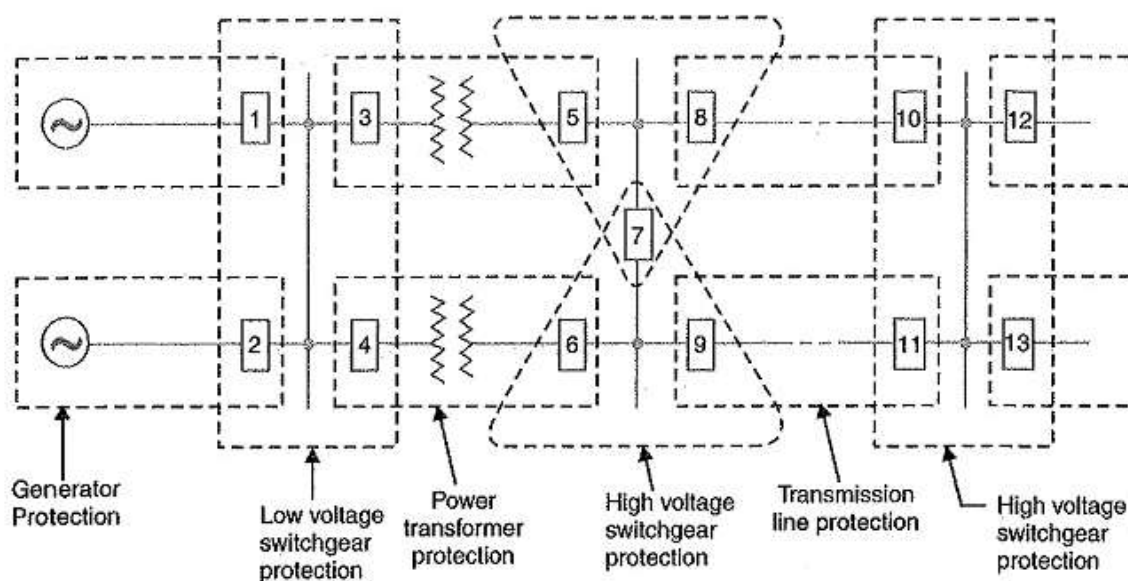 1
3
5
8
10
12
7
2
4
6
9
11
13
Generator
Protection
Low voltage
switchgear
protection
Power
transformer
protection
High voltage
switchgear
protection
Transmission
line protection
High voltage
switchgear
protection